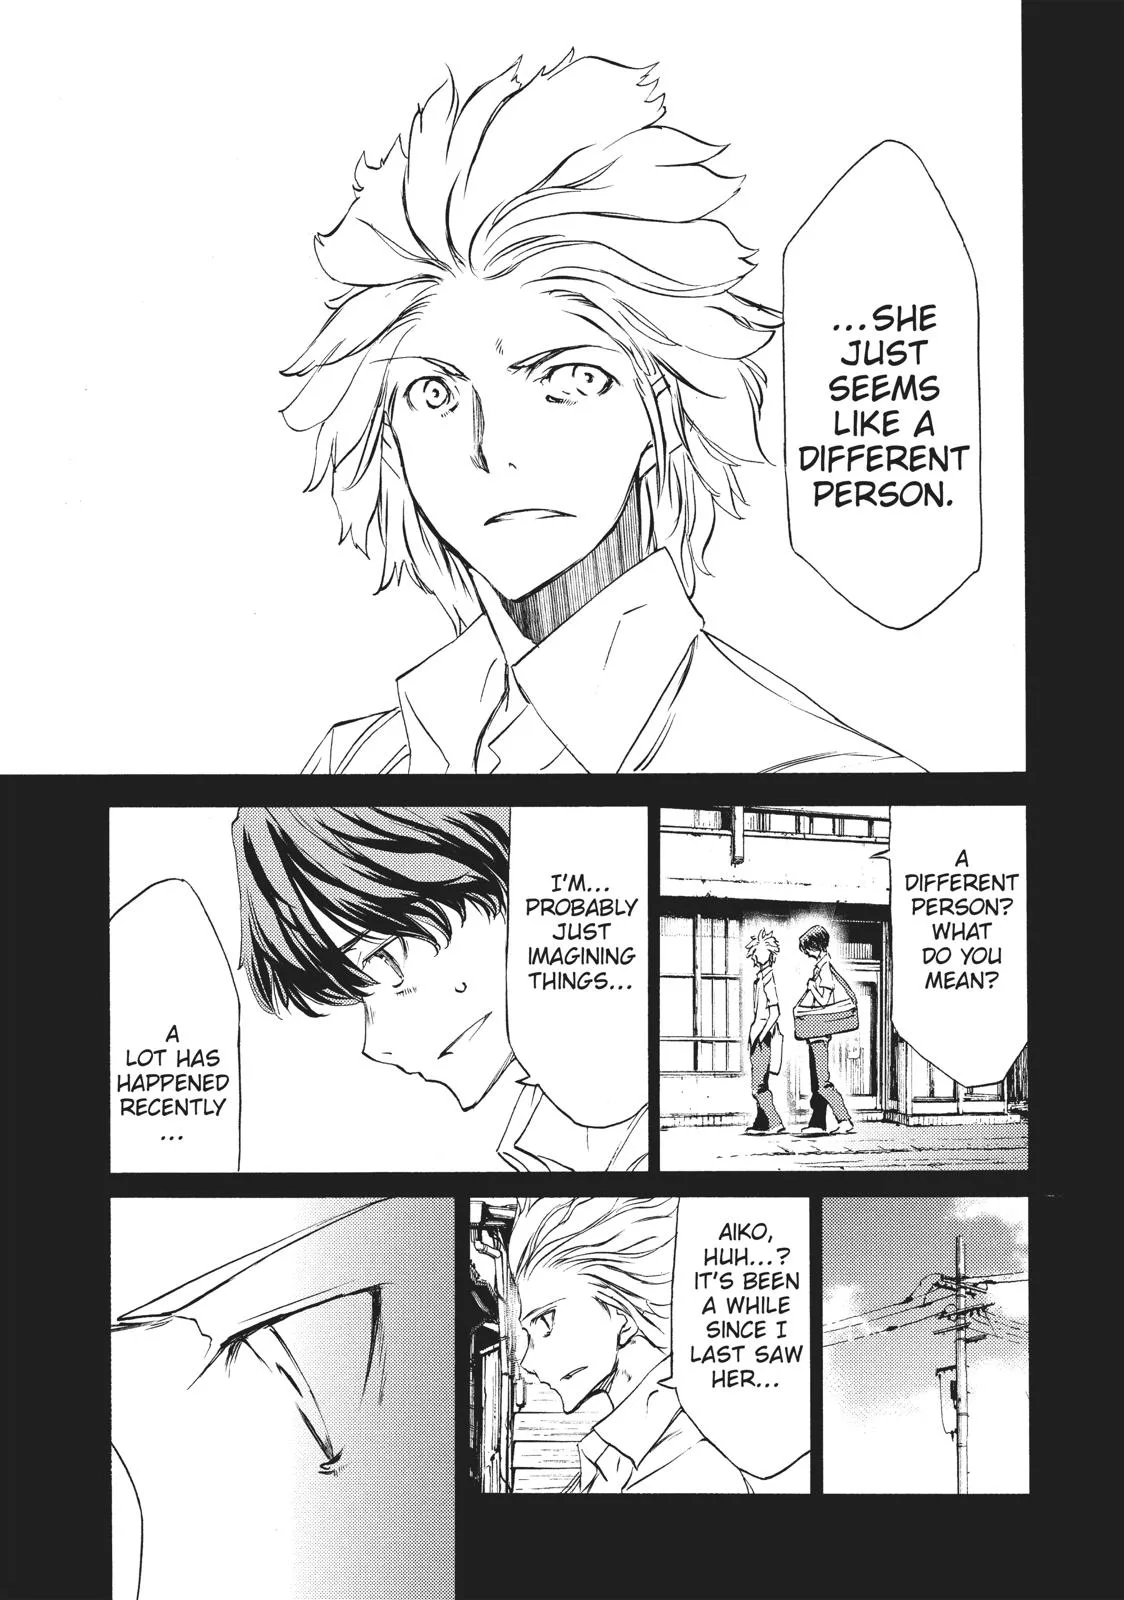 ...SHE
JUST
SEEMS
LIKE A
DIFFERENT
PERSON.
A
DIFFERENT
PERSON?
WHAT
DO YOU
MEAN?
I'M...
PROBABLY
JUST
IMAGINING
THINGS...
A
LOT HAS
HAPPENED
RECENTLY
...
AIKO,
HUH...?
IT'S BEEN
A WHILE
SINCE I
LAST SAW
HER...